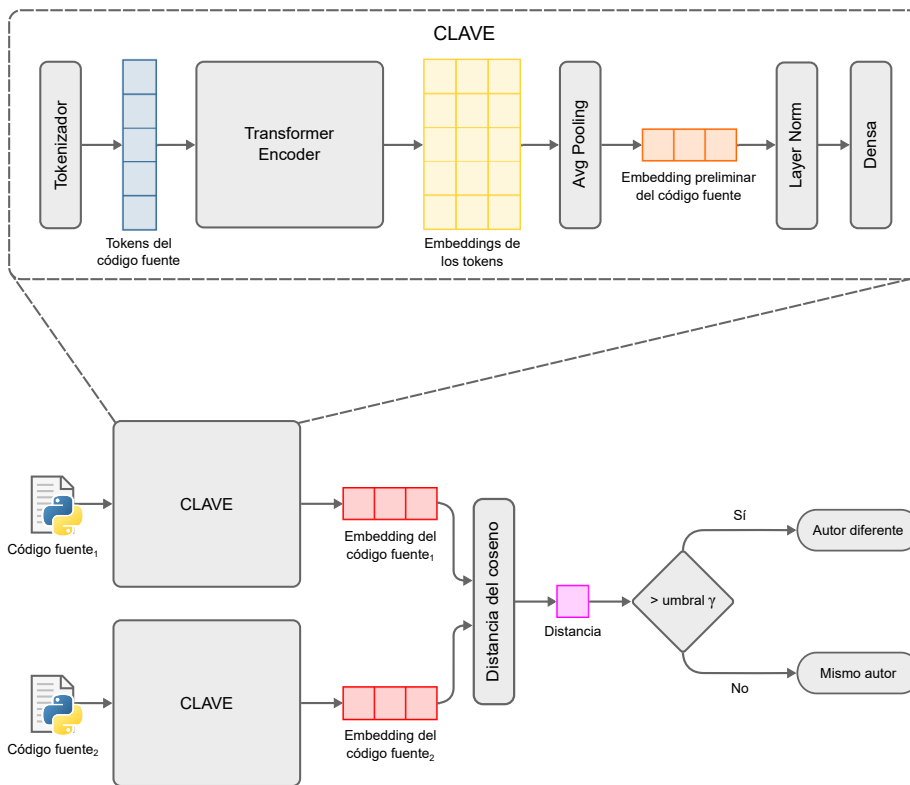 CLAVE
Tokenizador
Tokens del
código fuente
Transformer
Encoder
Embeddings de
los tokens
Avg Pooling
Embedding preliminar
del código fuente
Layer Norm
Densa
Código fuente₁
CLAVE
Embedding del
código fuente₁
Código fuente₂
CLAVE
Embedding del
código fuente₂
Distancia del coseno
Distancia
> umbral γ
Sí
Autor diferente
No
Mismo autor